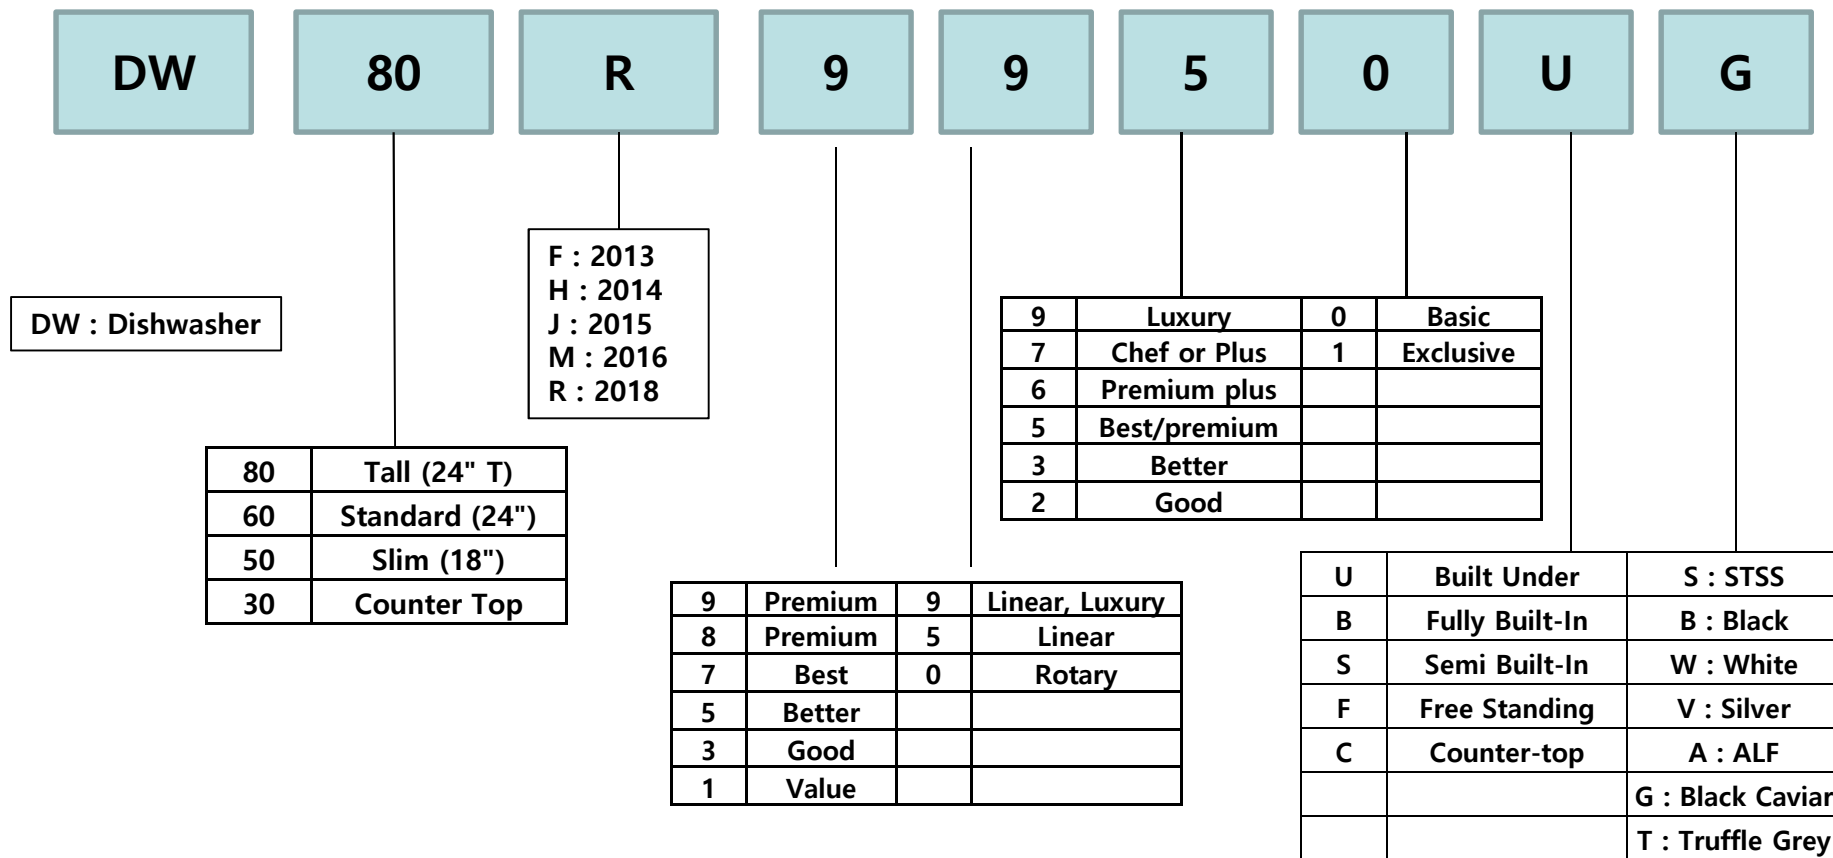 DW 80 R 9 9 5 0 U G
DW : Dishwasher
F : 2013
H : 2014
J : 2015
M : 2016
R : 2018
80 Tall (24" T)
60 Standard (24")
50 Slim (18")
30 Counter Top
9 Premium 9 Linear, Luxury
8 Premium 5 Linear
7 Best 0 Rotary
5 Better
3 Good
1 Value
9 Luxury 0 Basic
7 Chef or Plus 1 Exclusive
6 Premium plus
5 Best/premium
3 Better
2 Good
U Built Under S : STSS
B Fully Built-In B : Black
S Semi Built-In W : White
F Free Standing V : Silver
C Counter-top A : ALF
G : Black Caviar
T : Truffle Grey